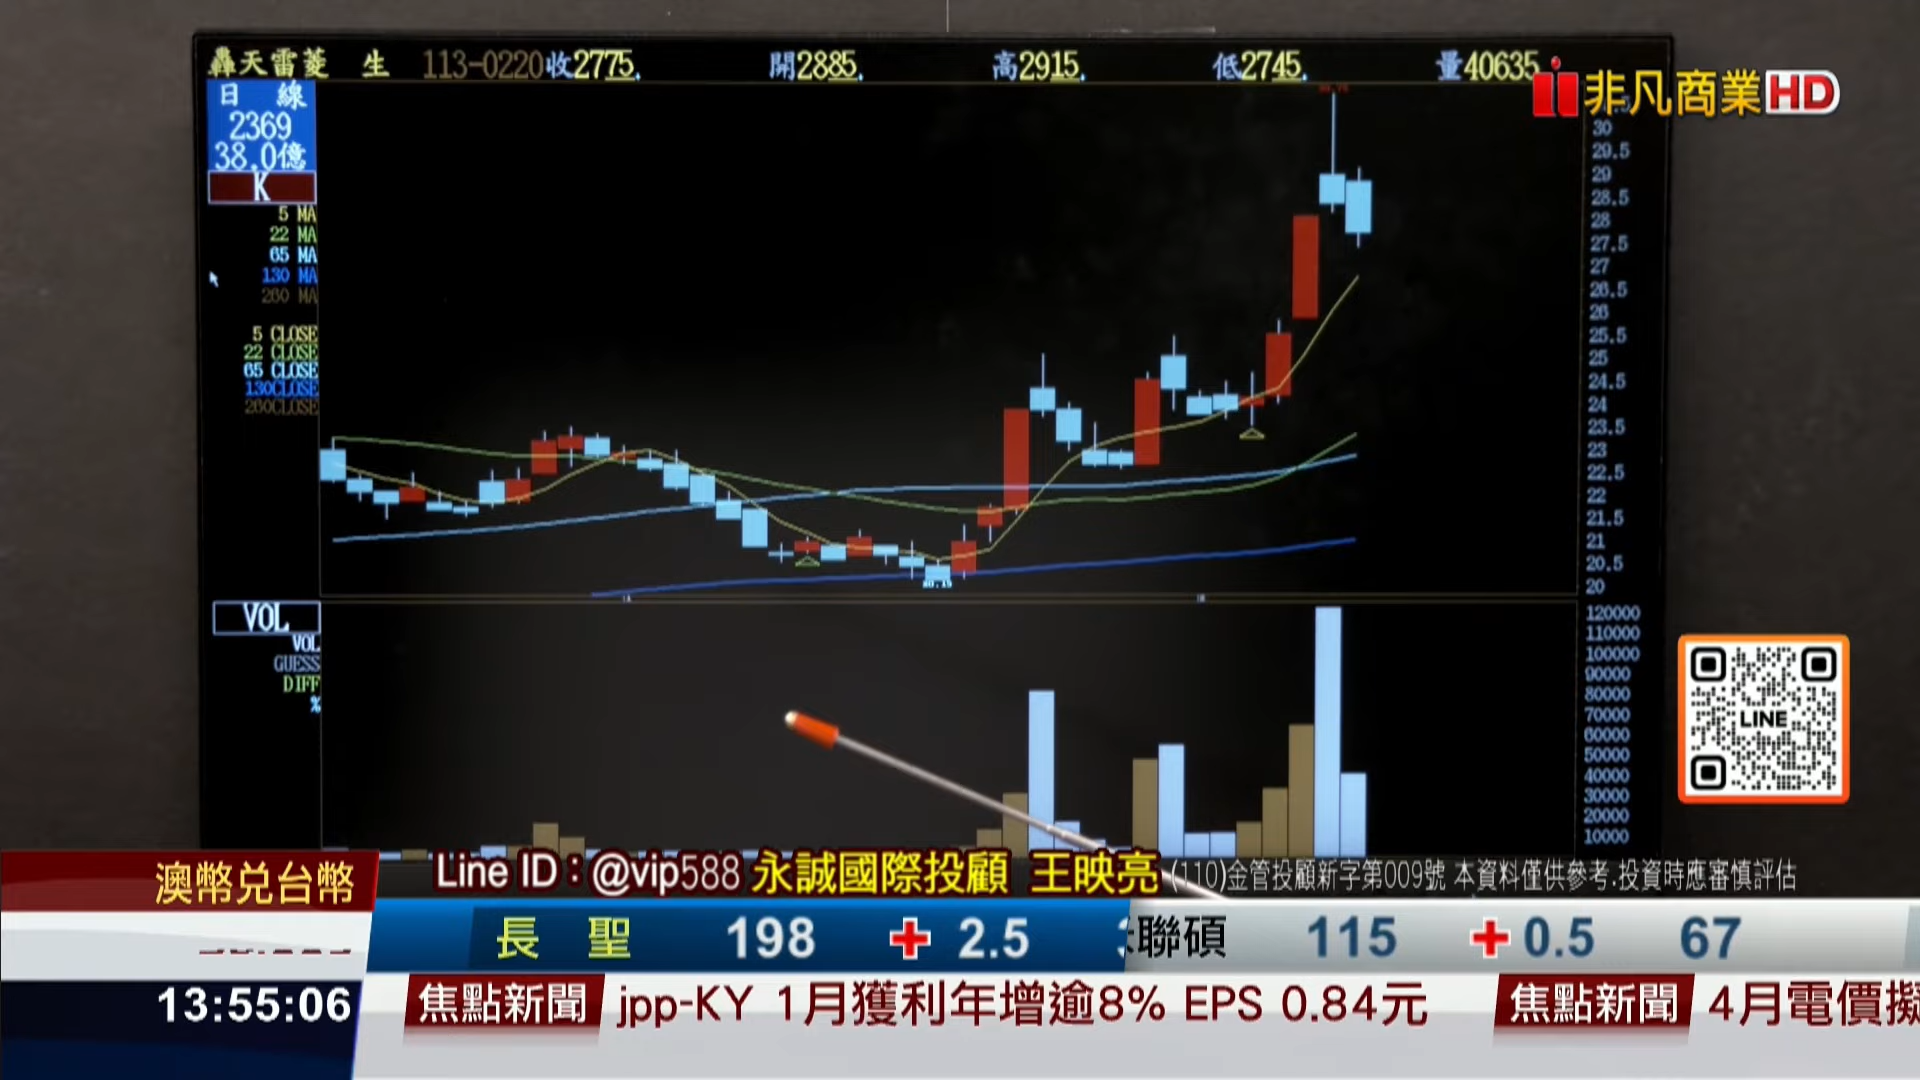 轟天雷菱 生 113-0220收2775. 開2885. 高2915. 低2745. 量40635
非凡商業HD
日 線
2369
38.0億
K
5 MA
22 MA
65 MA
130 MA
260 MA
5 CLOSE
22 CLOSE
65 CLOSE
130CLOSE
260CLOSE
30
29.5
29
28.5
28
27.5
27
26.5
26
25.5
25
24.5
24
23.5
23
22.5
22
21.5
21
20.5
20
VOL
VOL
GUESS
DIFF
%
120000
110000
100000
90000
80000
70000
60000
50000
40000
30000
20000
10000
LINE
Line ID：@vip588 永誠國際投顧 王映亮 (110)金管投顧新字第009號 本資料僅供參考.投資時應審慎評估
澳幣兌台幣
長 聖 198 + 2.5
聯碩 115 + 0.5 67
13:55:06
焦點新聞 jpp-KY 1月獲利年增逾8% EPS 0.84元 焦點新聞 4月電價擬